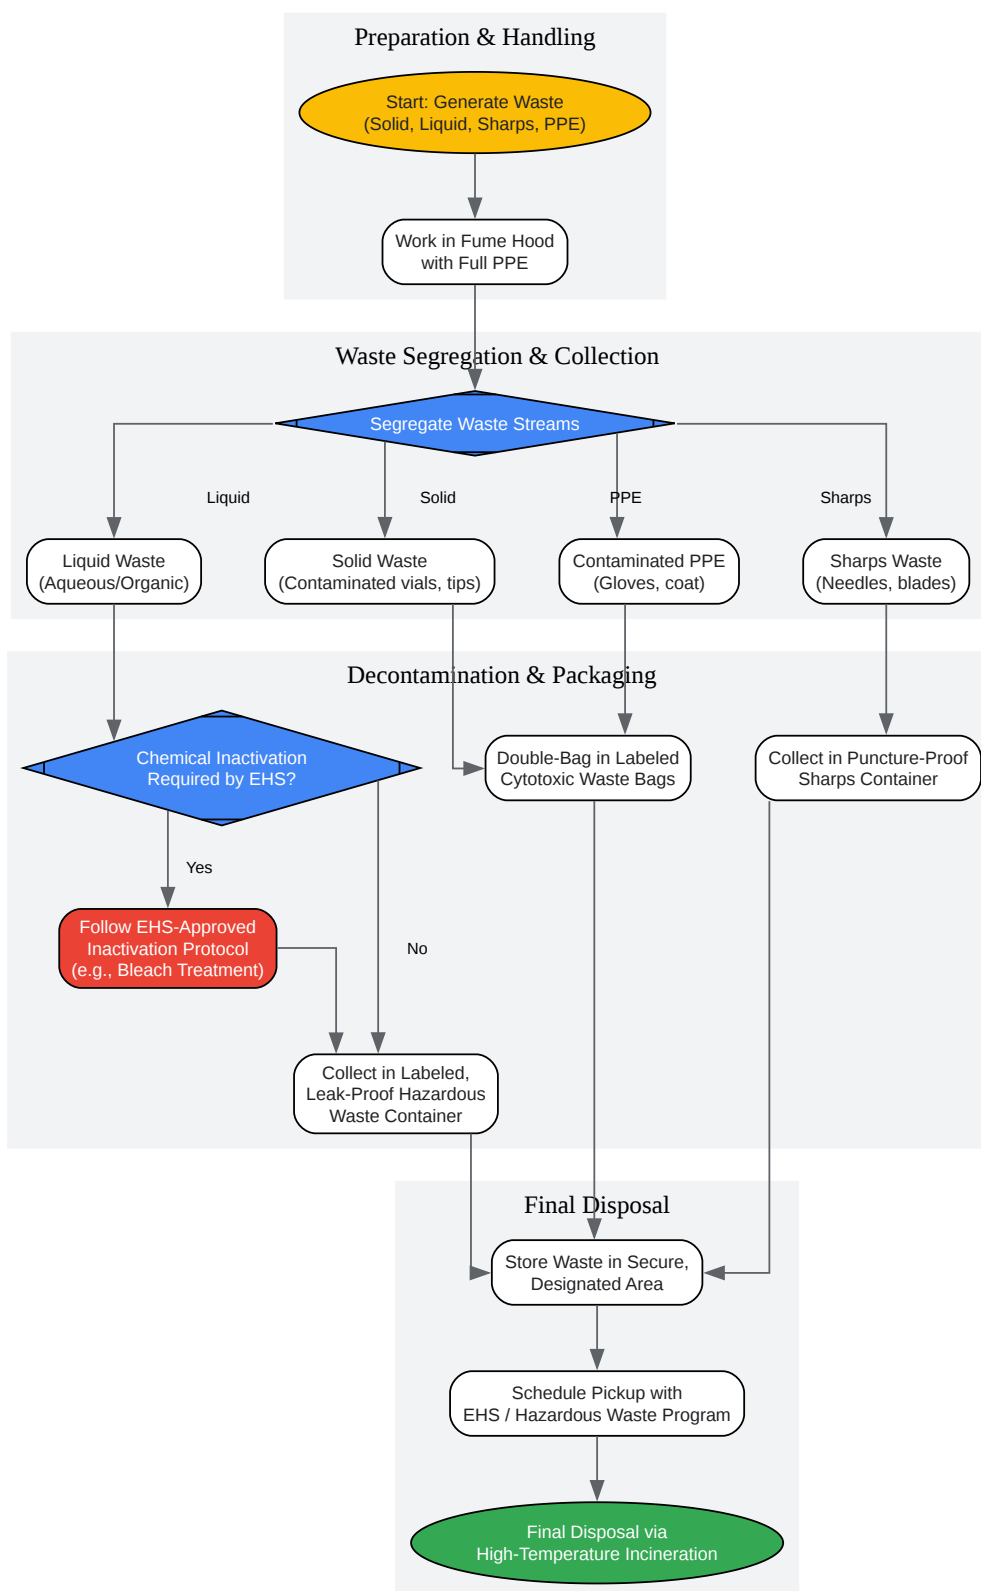 Preparation & Handling
Start: Generate Waste
(Solid, Liquid, Sharps, PPE)
Work in Fume Hood
with Full PPE
Waste Segregation & Collection
Segregate Waste Streams
Liquid
Solid
PPE
Sharps
Liquid Waste
(Aqueous/Organic)
Solid Waste
(Contaminated vials, tips)
Contaminated PPE
(Gloves, coat)
Sharps Waste
(Needles, blades)
Decontamination & Packaging
Chemical Inactivation
Required by EHS?
Double-Bag in Labeled
Cytotoxic Waste Bags
Collect in Puncture-Proof
Sharps Container
Yes
Follow EHS-Approved
Inactivation Protocol
(e.g., Bleach Treatment)
No
Collect in Labeled,
Leak-Proof Hazardous
Waste Container
Final Disposal
Store Waste in Secure,
Designated Area
Schedule Pickup with
EHS / Hazardous Waste Program
Final Disposal via
High-Temperature Incineration